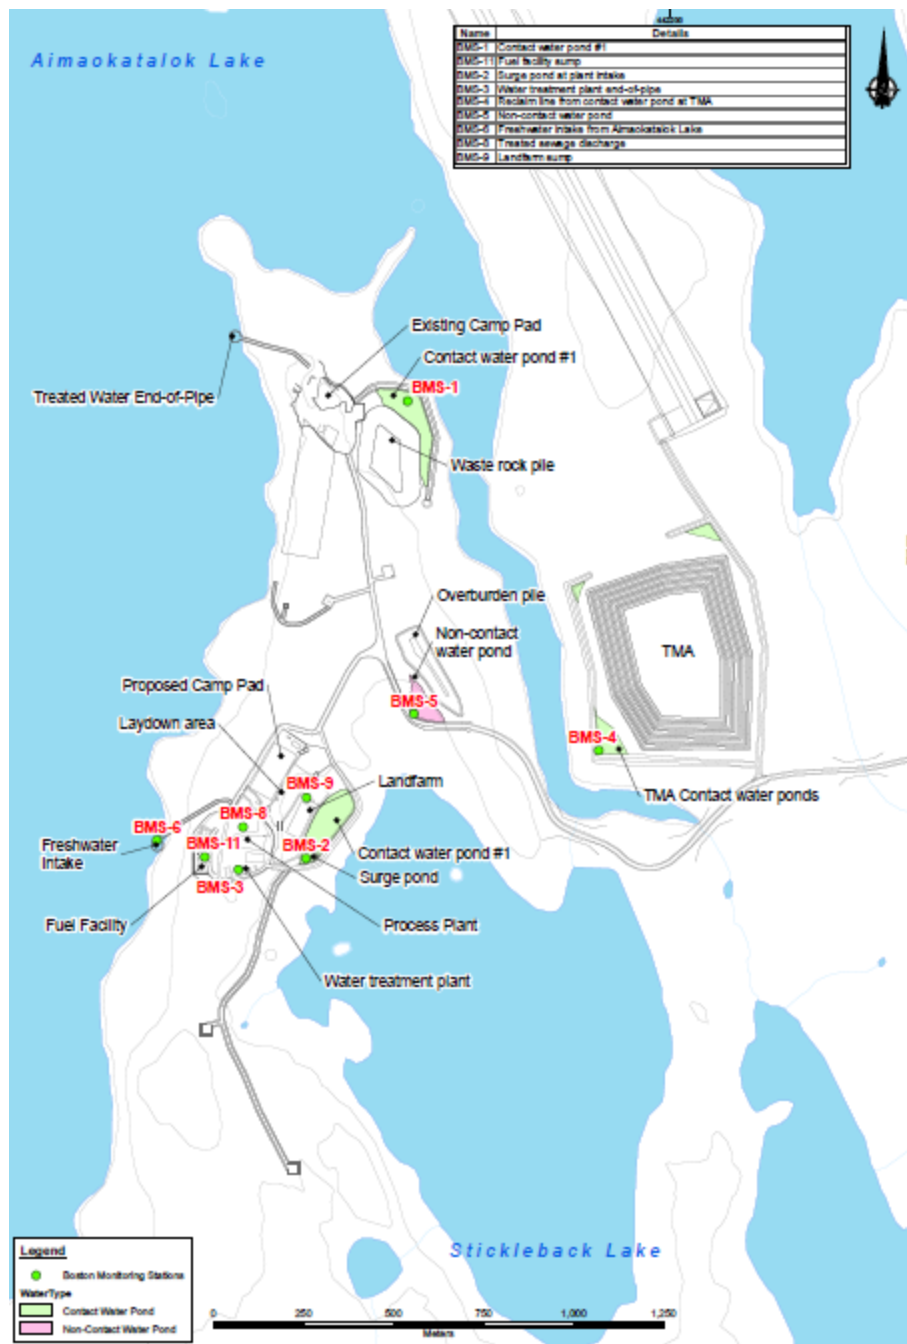 Aimaokatalok Lake
Name Details
BMS-1 Contact water pond #1
BMS-11 Fuel facility sump
BMS-2 Surge pond at plant intake
BMS-3 Water treatment plant end-of-pipe
BMS-4 Reclaim line from contact water pond at TMA
BMS-5 Non-contact water pond
BMS-6 Freshwater intake from Aimaokatalok Lake
BMS-8 Treated sewage discharge
BMS-9 Landfarm sump
Existing Camp Pad
Contact water pond #1
BMS-1
Treated Water End-of-Pipe
Waste rock pile
Overburden pile
Non-contact
water pond
TMA
Proposed Camp Pad
BMS-5
Laydown area
BMS-4
BMS-9
Landfarm
TMA Contact water ponds
BMS-8
BMS-6
Freshwater
Intake
BMS-11
BMS-2
Contact water pond #1
Surge pond
BMS-3
Fuel Facility
Process Plant
Water treatment plant
Stickleback Lake
Legend
Boston Monitoring Stations
WaterType
Contact Water Pond
Non-Contact Water Pond
0 250 500 750 1,000 1,250
Meters